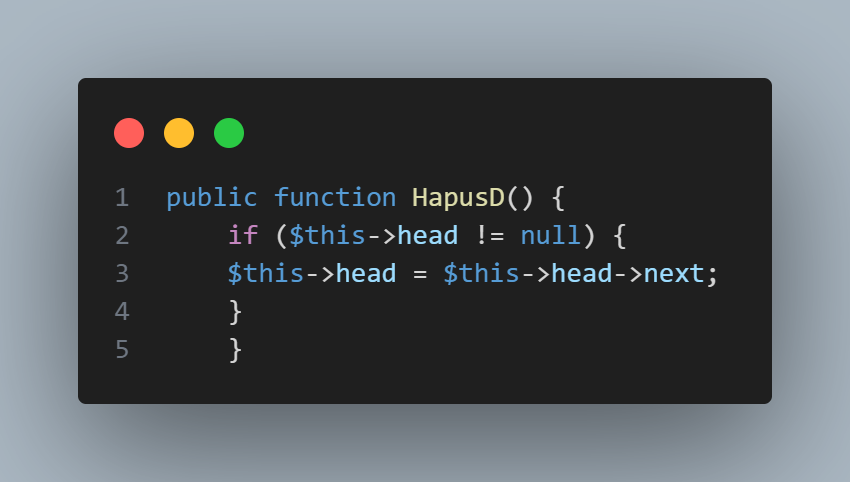 1 public function HapusD() {
2     if ($this->head != null) {
3     $this->head = $this->head->next;
4     }
5     }